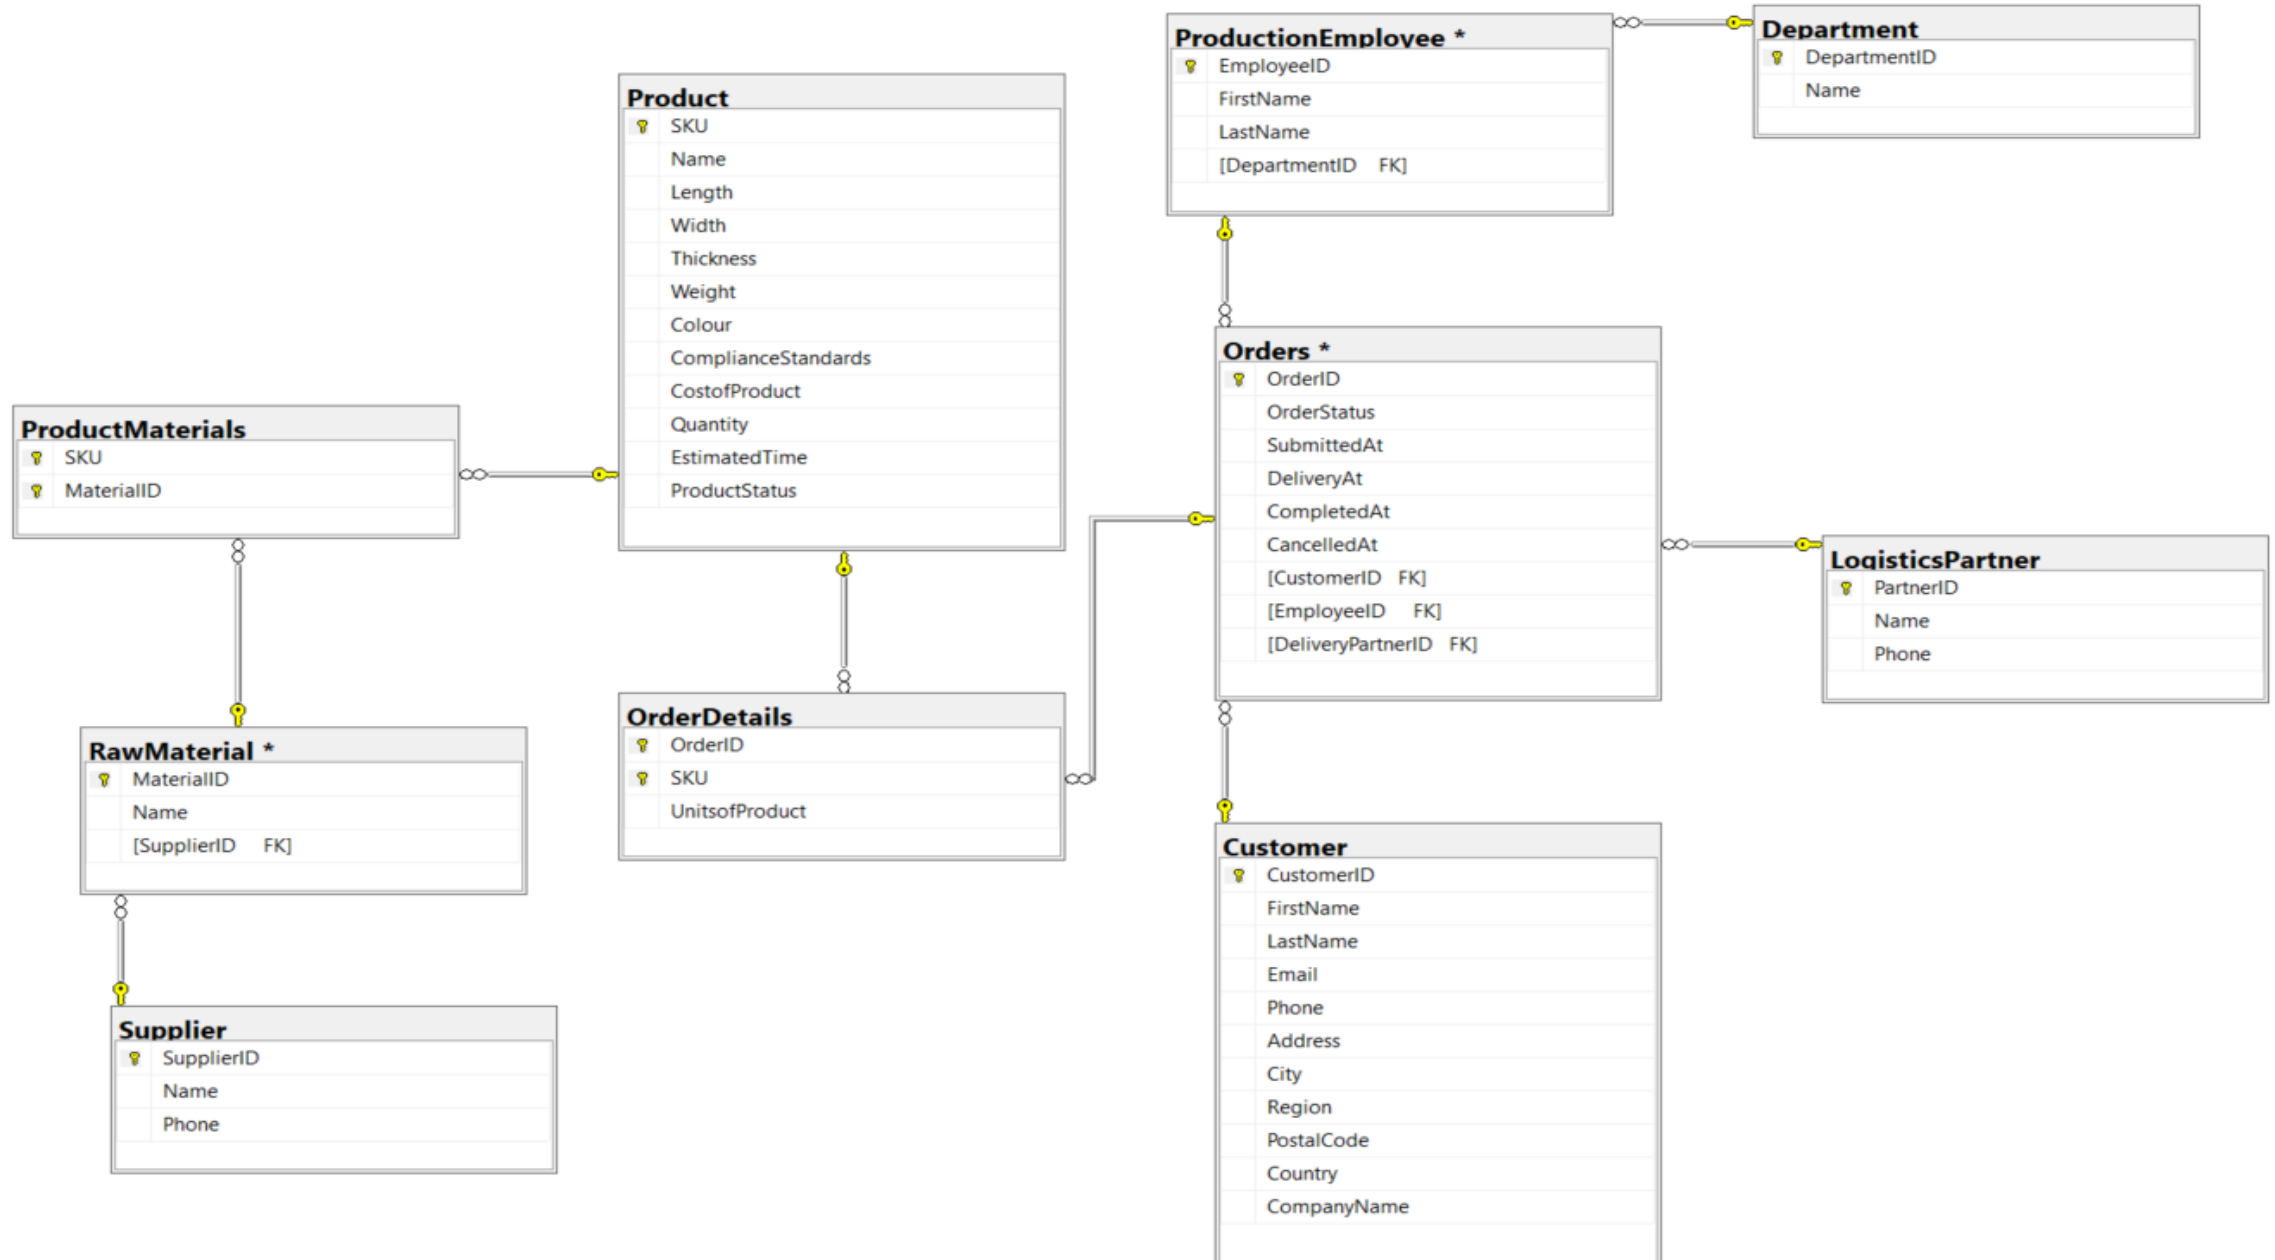 ProductionEmployee *
EmployeeID
FirstName
LastName
[DepartmentID FK]
Department
DepartmentID
Name
Product
SKU
Name
Length
Width
Thickness
Weight
Colour
ComplianceStandards
CostofProduct
Quantity
EstimatedTime
ProductStatus
Orders *
OrderID
OrderStatus
SubmittedAt
DeliveryAt
CompletedAt
CancelledAt
[CustomerID FK]
[EmployeeID FK]
[DeliveryPartnerID FK]
ProductMaterials
SKU
MaterialID
LogisticsPartner
PartnerID
Name
Phone
OrderDetails
OrderID
SKU
UnitsofProduct
RawMaterial *
MaterialID
Name
[SupplierID FK]
Customer
CustomerID
FirstName
LastName
Email
Phone
Address
City
Region
PostalCode
Country
CompanyName
Supplier
SupplierID
Name
Phone